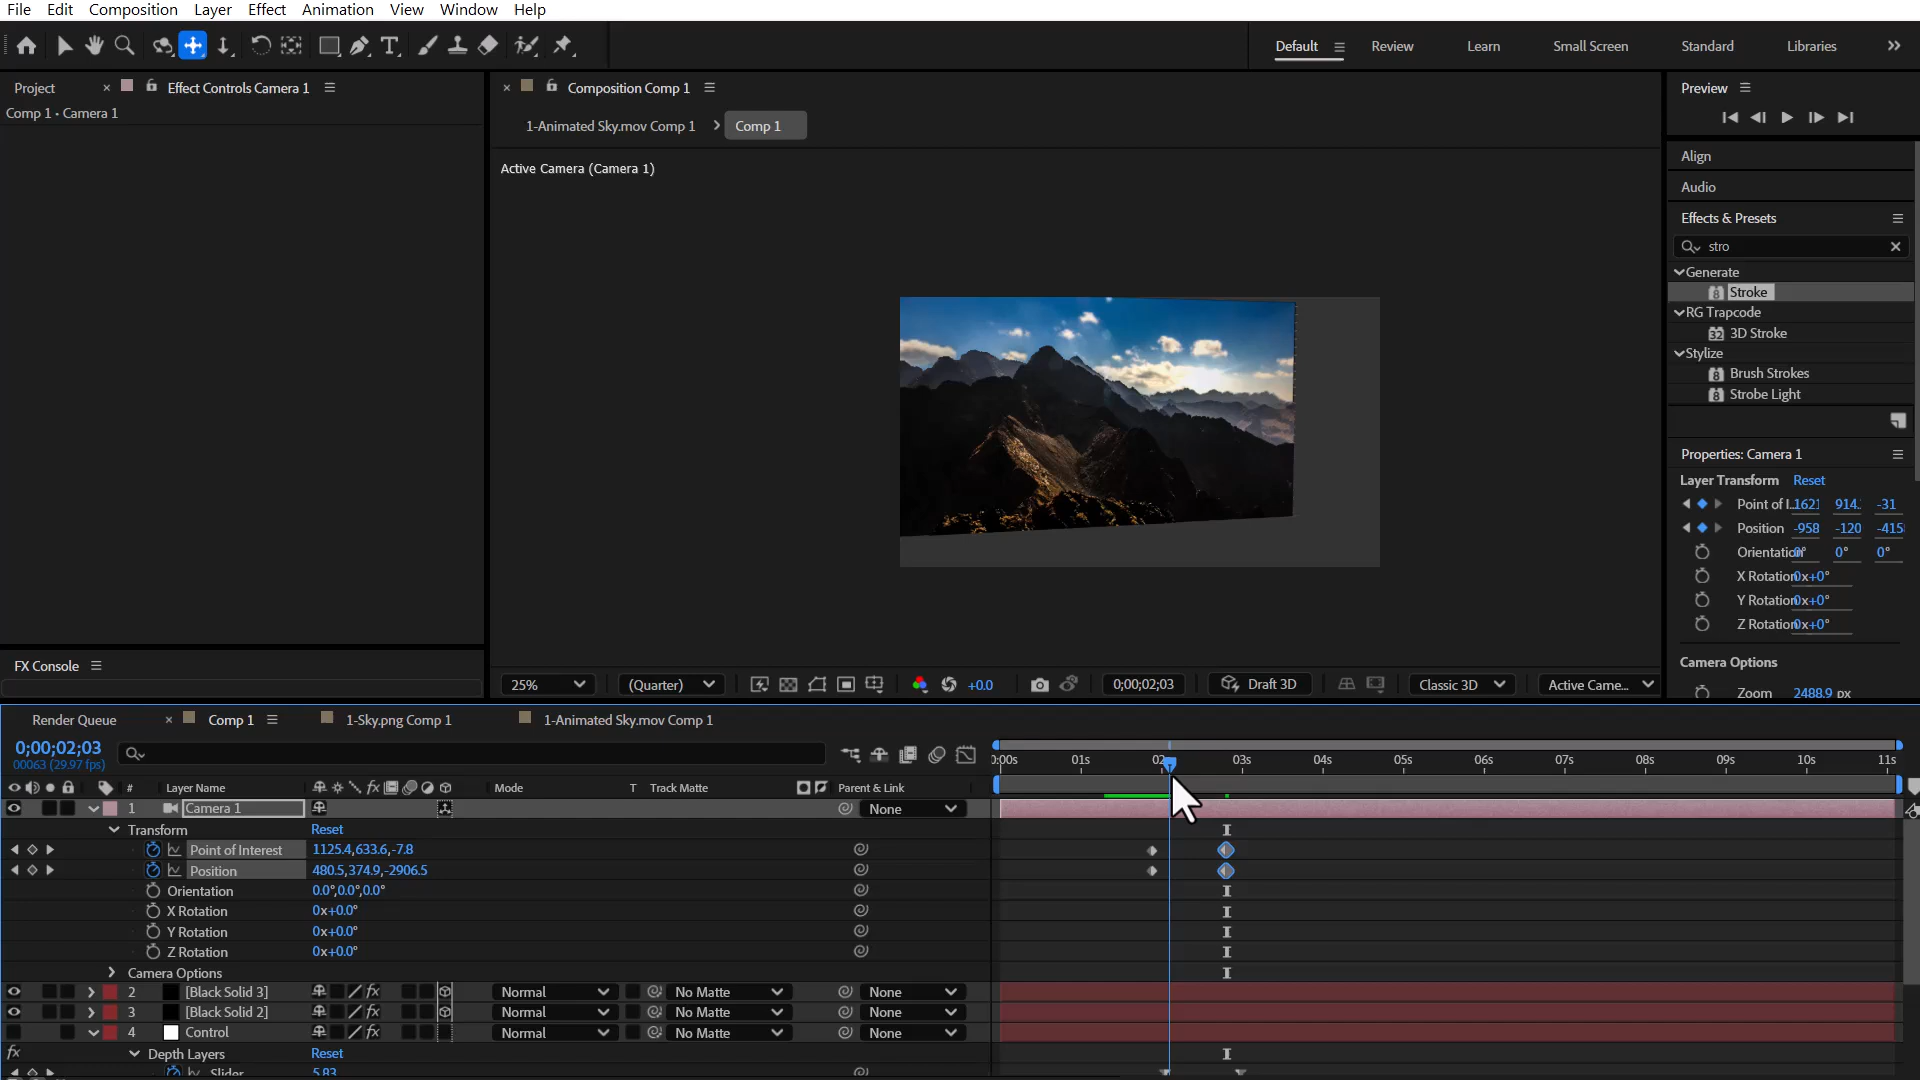 File Edit Composition Layer Effect Animation View Window Help
Default Review Learn Small Screen Standard Libraries
Project Effect Controls Camera 1
Comp 1 • Camera 1
Composition Comp 1
1-Animated Sky.mov Comp 1 Comp 1
Active Camera (Camera 1)
Preview
Align
Audio
Effects & Presets
stro
Generate
Stroke
RG Trapcode
3D Stroke
Stylize
Brush Strokes
Strobe Light
Properties: Camera 1
Layer Transform Reset
Point of I... 1621 914. -31
Position -958 -120 -415
Orientation 0° 0° 0°
X Rotation 0x+0°
Y Rotation 0x+0°
Z Rotation 0x+0°
Camera Options
Zoom 2488.9 px
FX Console
25% (Quarter) +0.0 0;00;02;03 Draft 3D Classic 3D Active Came...
Render Queue Comp 1 1-Sky.png Comp 1 1-Animated Sky.mov Comp 1
0;00;02;03
00063 (29.97 fps)
# Layer Name Mode T Track Matte Parent & Link
0:00s 01s 02 03s 04s 05s 06s 07s 08s 09s 10s 11s
1 Camera 1 None
Transform Reset
Point of Interest 1125.4,633.6,-7.8
Position 480.5,374.9,-2906.5
Orientation 0.0°,0.0°,0.0°
X Rotation 0x+0.0°
Y Rotation 0x+0.0°
Z Rotation 0x+0.0°
Camera Options
2 [Black Solid 3] Normal No Matte None
3 [Black Solid 2] Normal No Matte None
4 Control Normal No Matte None
fx Depth Layers Reset
Slider 5.83